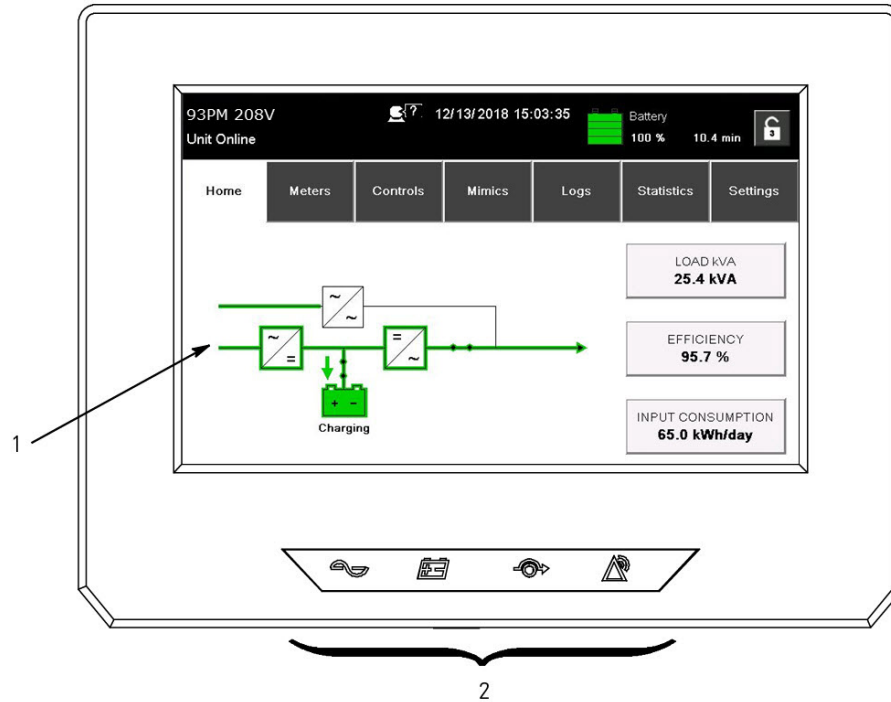 93PM 208V
12/13/2018 15:03:35
Battery
Unit Online
100 % 10.4 min
3
Home Meters Controls Mimics Logs Statistics Settings
LOAD kVA
25.4 kVA
EFFICIENCY
95.7 %
Charging
INPUT CONSUMPTION
65.0 kWh/day
1
2